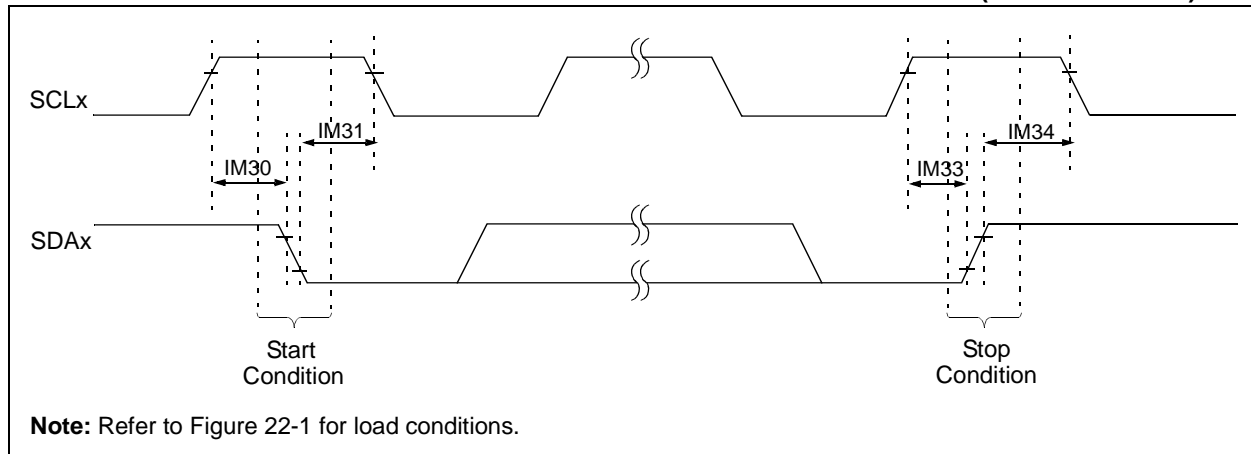 SCLx
IM31
IM34
IM30
IM33
SDAx
Start
Condition
Stop
Condition
Note: Refer to Figure 22-1 for load conditions.